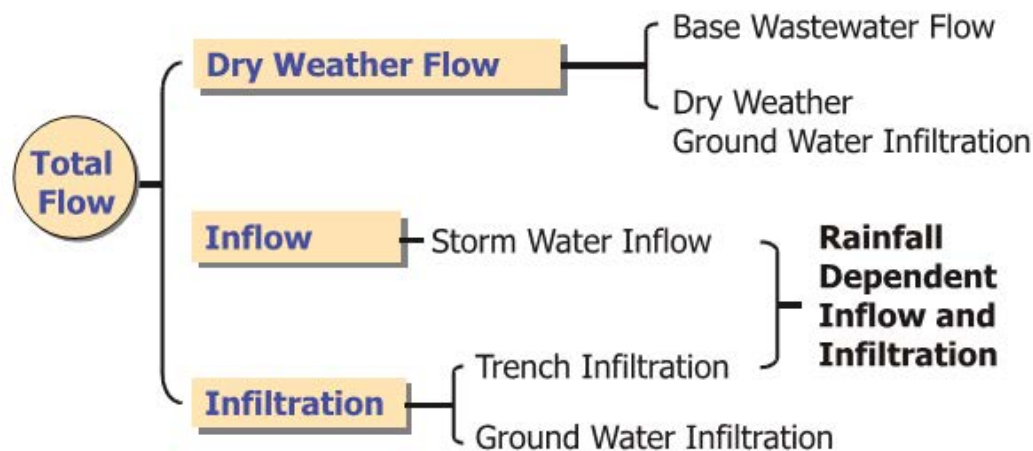 Total
Flow
Dry Weather Flow
Base Wastewater Flow
Dry Weather
Ground Water Infiltration
Inflow
Storm Water Inflow
Rainfall
Dependent
Inflow and
Infiltration
Infiltration
Trench Infiltration
Ground Water Infiltration